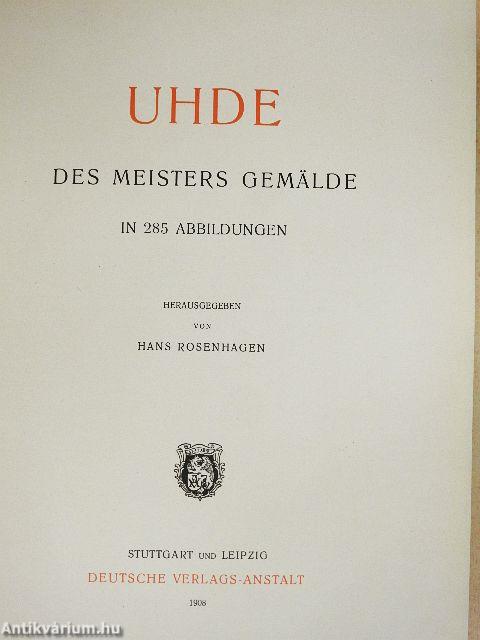 UHDE
DES MEISTERS GEMÄLDE
IN 285 ABBILDUNGEN
HERAUSGEGEBEN
VON
HANS ROSENHAGEN
STUTTGART UND LEIPZIG
DEUTSCHE VERLAGS-ANSTALT
1908
Antikvárium.hu